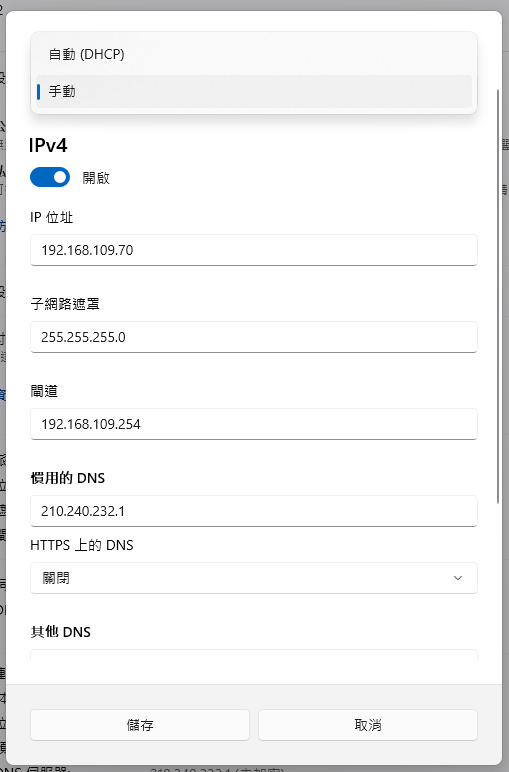 自動 (DHCP)
手動
IPv4
開啟
IP 位址
192.168.109.70
子網路遮罩
255.255.255.0
閘道
192.168.109.254
慣用的 DNS
210.240.232.1
HTTPS 上的 DNS
關閉
其他 DNS
儲存
取消